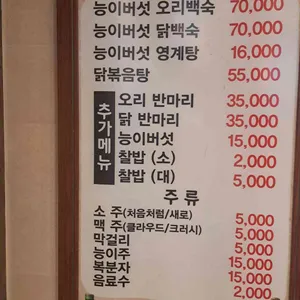 능이버섯 오리백숙 70,000
능이버섯 닭백숙 70,000
능이버섯 영계탕 16,000
닭볶음탕 55,000
추가메뉴
오리 반마리 35,000
닭 반마리 35,000
능이버섯 15,000
찰밥 (소) 2,000
찰밥 (대) 5,000
주 류
소 주(처음처럼/새로) 5,000
맥 주(클라우드/크러시) 5,000
막걸리 5,000
능이주 15,000
복분자 15,000
음료수 2,000